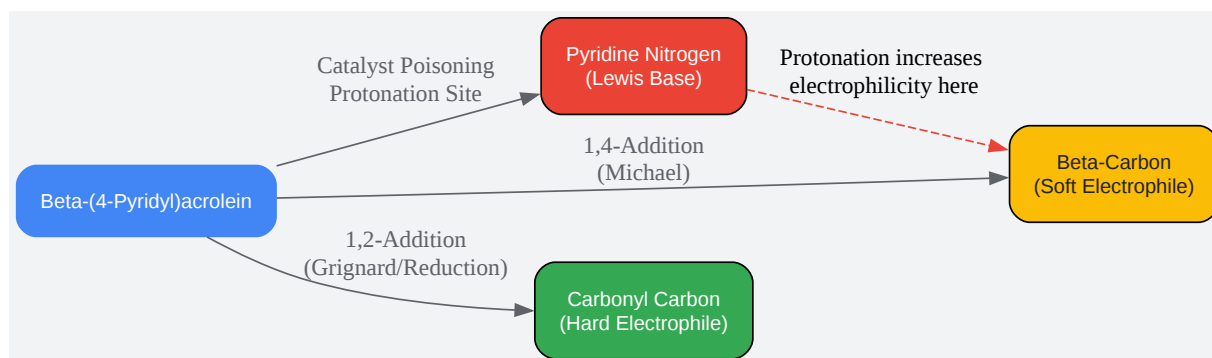 Pyridine Nitrogen
(Lewis Base)
Catalyst Poisoning
Protonation Site
Protonation increases
electrophilicity here
1,4-Addition
(Michael)
Beta-Carbon
(Soft Electrophile)
Beta-(4-Pyridyl)acrolein
1,2-Addition
(Grignard/Reduction)
Carbonyl Carbon
(Hard Electrophile)